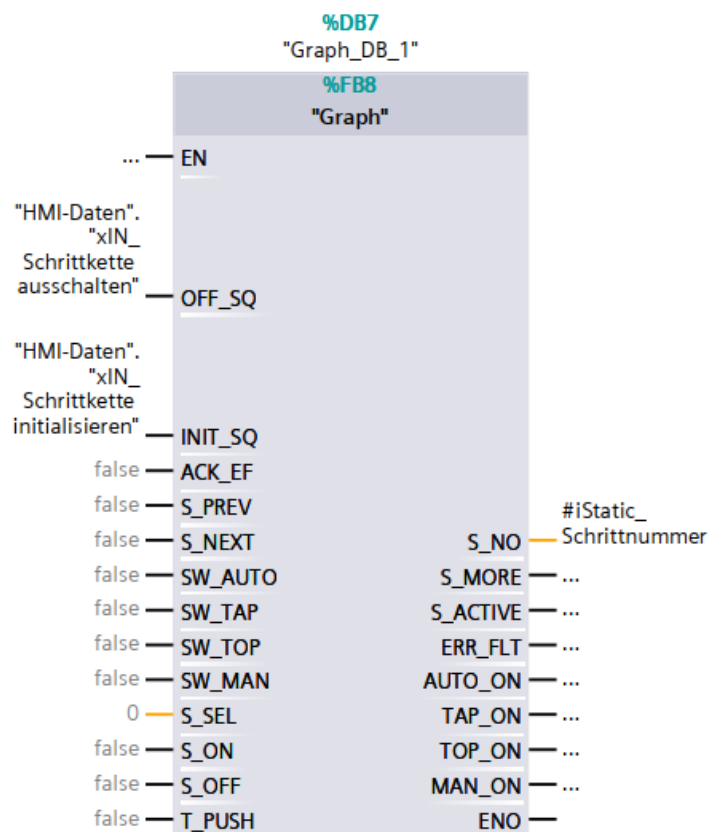 %DB7
"Graph_DB_1"
%FB8
"Graph"
... EN
"HMI-Daten".
"xIN_
Schrittkette
ausschalten"
OFF_SQ
"HMI-Daten".
"xIN_
Schrittkette
initialisieren"
INIT_SQ
false ACK_EF
false S_PREV
#iStatic_
false S_NEXT S_NO Schrittnummer
false SW_AUTO S_MORE ...
false SW_TAP S_ACTIVE ...
false SW_TOP ERR_FLT ...
false SW_MAN AUTO_ON ...
0 S_SEL TAP_ON ...
false S_ON TOP_ON ...
false S_OFF MAN_ON ...
false T_PUSH ENO